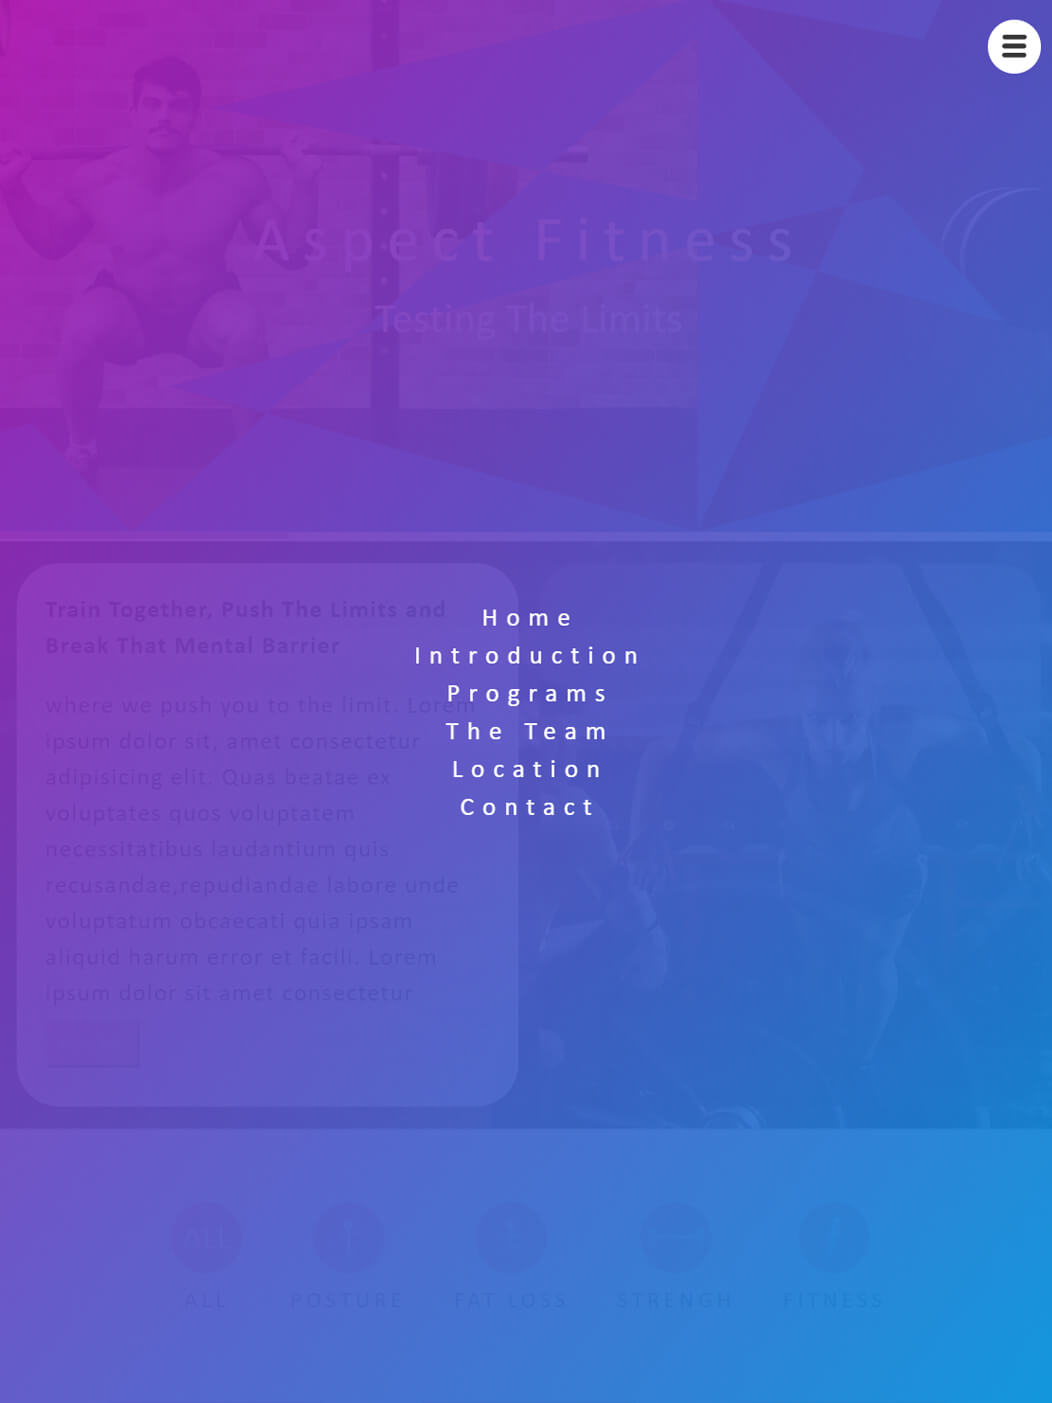 Aspect Fitness
Testing The Limits
Home
Introduction
Programs
The Team
Location
Contact
Train Together, Push The Limits and
Break That Mental Barrier
where we push you to the limit. Lorem
ipsum dolor sit, amet consectetur
adipisicing elit. Quas beatae ex
voluptates quos voluptatem
necessitatibus laudantium quis
recusandae,repudiandae labore unde
voluptatum obcaecati quia ipsam
aliquid harum error et facili. Lorem
ipsum dolor sit amet consectetur
ALL
ALL POSTURE FAT LOSS STRENGH FITNESS